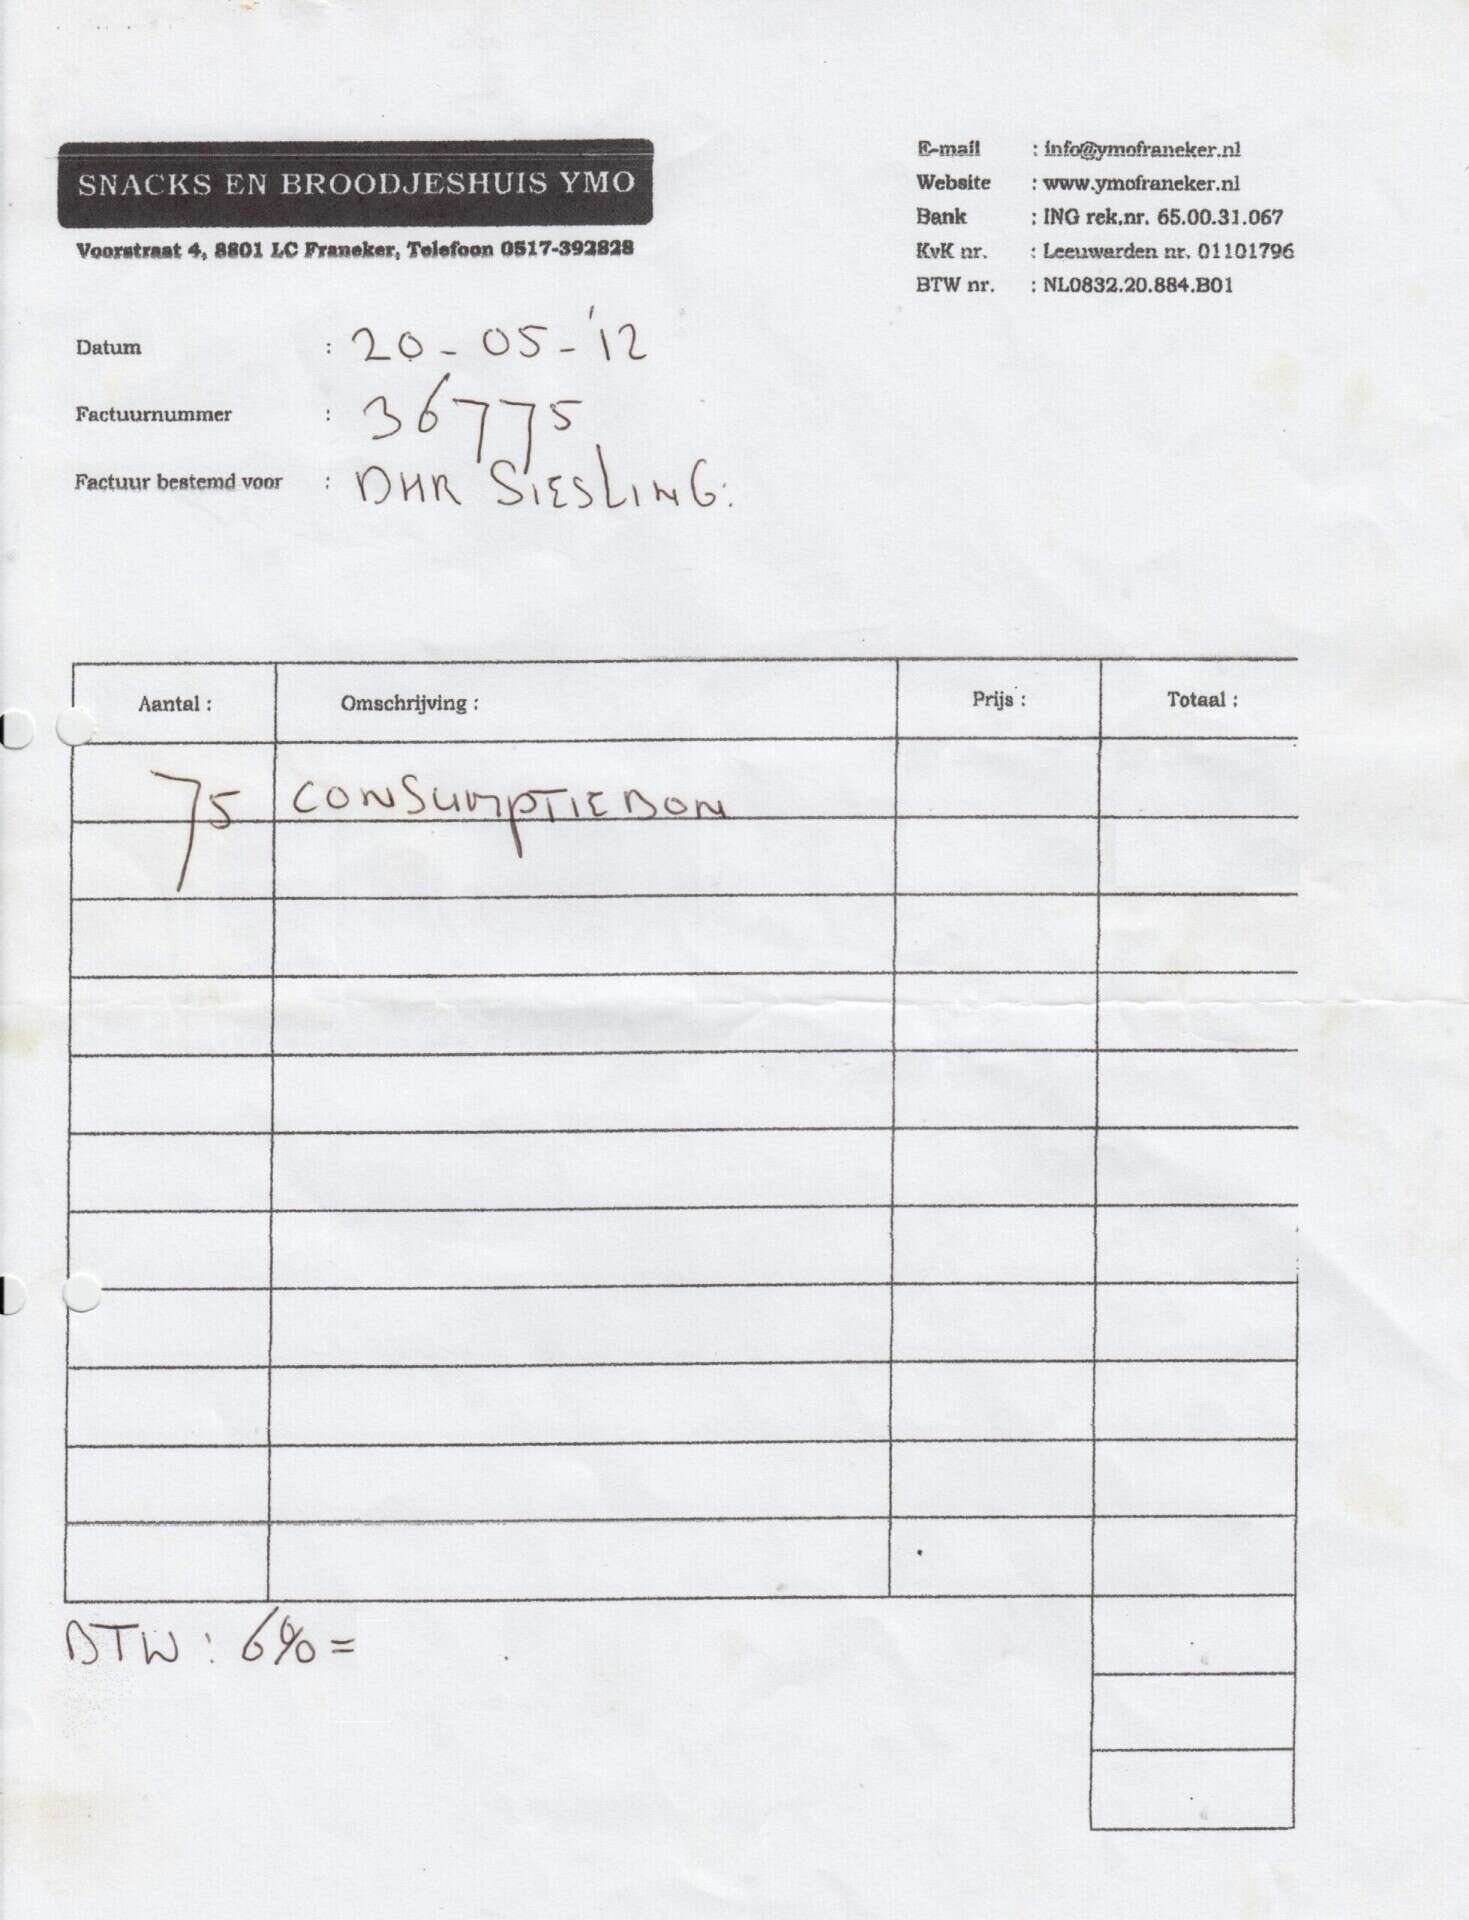 SNACKS EN BROODJESHUIS YMO
Voorstraat 4, 8801 LC Franeker, Telefoon 0517-392828
E-mail : info@ymofraneker.nl
Website : www.ymofraneker.nl
Bank : ING rek.nr. 65.00.31.067
KvK nr. : Leeuwarden nr. 01101796
BTW nr. : NL0832.20.884.B01
Datum : 20-05-'12
Factuurnummer : 36775
Factuur bestemd voor : DHR SIESLING.
Aantal : Omschrijving : Prijs : Totaal :
75 CONSUMPTIEBON
BTW : 6% =